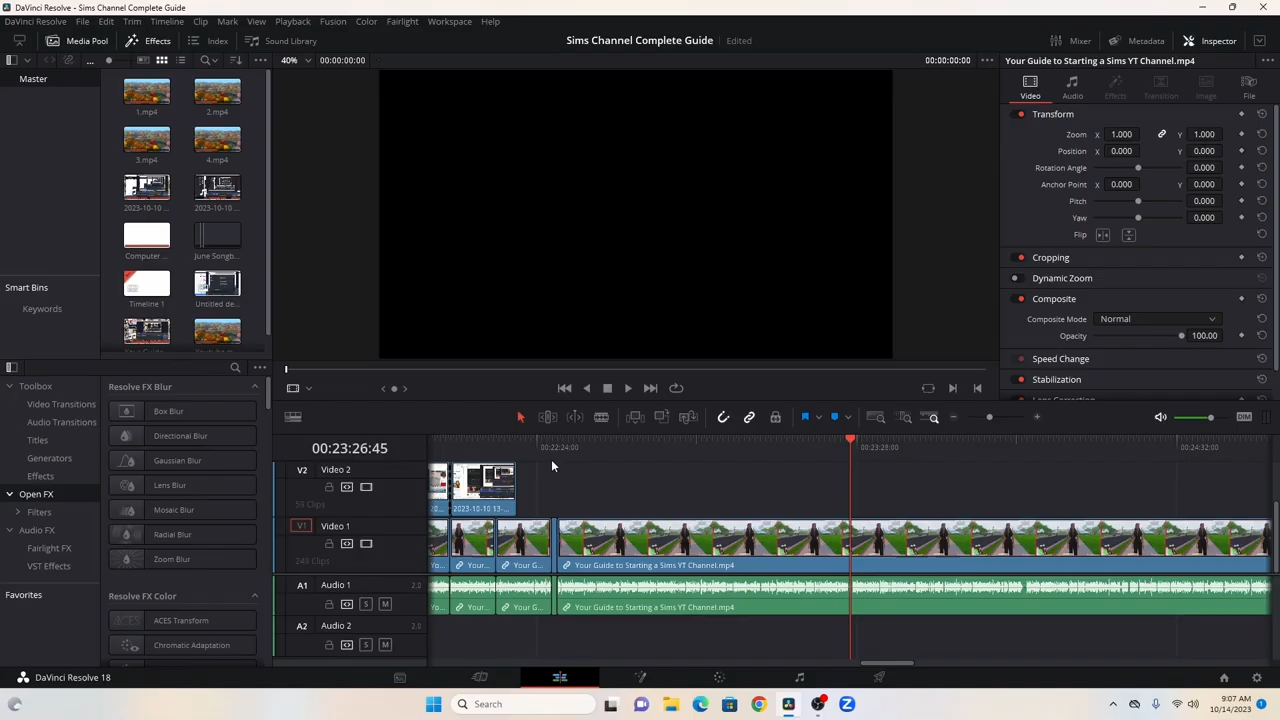 DaVinci Resolve - Sims Channel Complete Guide
DaVinci Resolve File Edit Trim Timeline Clip Mark View Playback Fusion Color Fairlight Workspace Help
Media Pool Effects Index Sound Library Sims Channel Complete Guide Edited Mixer Metadata Inspector
40% 00:00:00:00 00:00:00:00 Your Guide to Starting a Sims YT Channel.mp4
Master
1.mp4 2.mp4
3.mp4 4.mp4
2023-10-10 ... 2023-10-10 ...
Computer ... June Songb...
Timeline 1 Untitled de...
Smart Bins
Keywords
Video Audio Effects Transition Image File
Transform
Zoom X 1.000 Y 1.000
Position X 0.000 Y 0.000
Rotation Angle 0.000
Anchor Point X 0.000 Y 0.000
Pitch 0.000
Yaw 0.000
Flip
Cropping
Dynamic Zoom
Composite
Composite Mode Normal
Opacity 100.00
Speed Change
Stabilization
Toolbox
Video Transitions
Audio Transitions
Titles
Generators
Effects
Open FX
Filters
Audio FX
Fairlight FX
VST Effects
Favorites
Resolve FX Blur
Box Blur
Directional Blur
Gaussian Blur
Lens Blur
Mosaic Blur
Radial Blur
Zoom Blur
Resolve FX Color
ACES Transform
Chromatic Adaptation
DIM
00:23:26:45 00:22:24:00 00:23:28:00 00:24:32:00
V2 Video 2
59 Clips 20... 2023-10-10 13-...
V1 Video 1
248 Clips Yo... Your... Your G... Your Guide to Starting a Sims YT Channel.mp4
A1 Audio 1 2.0
S M Yo... Your... Your G... Your Guide to Starting a Sims YT Channel.mp4
A2 Audio 2 2.0
S M
DaVinci Resolve 18
Search
9:07 AM
10/14/2023